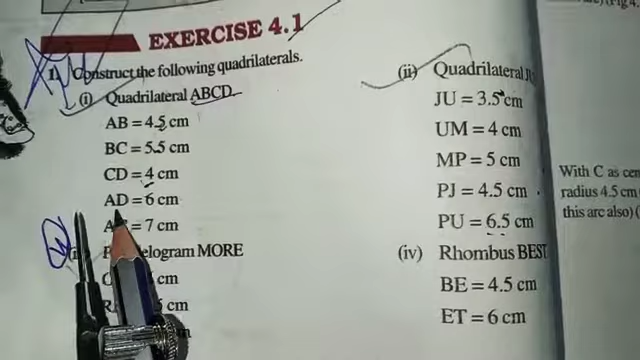 EXERCISE 4.1
1. Construct the following quadrilaterals.
(i) Quadrilateral ABCD
AB = 4.5 cm
BC = 5.5 cm
CD = 4 cm
AD = 6 cm
= 7 cm
MORE
cm
cm
(ii) Quadrilateral
JU = 3.5 cm
UM = 4 cm
MP = 5 cm
PJ = 4.5 cm
PU = 6.5 cm
(iv) Rhombus BEST
BE = 4.5 cm
ET = 6 cm
With C as cen
radius 4.5 cm
this arc also) (